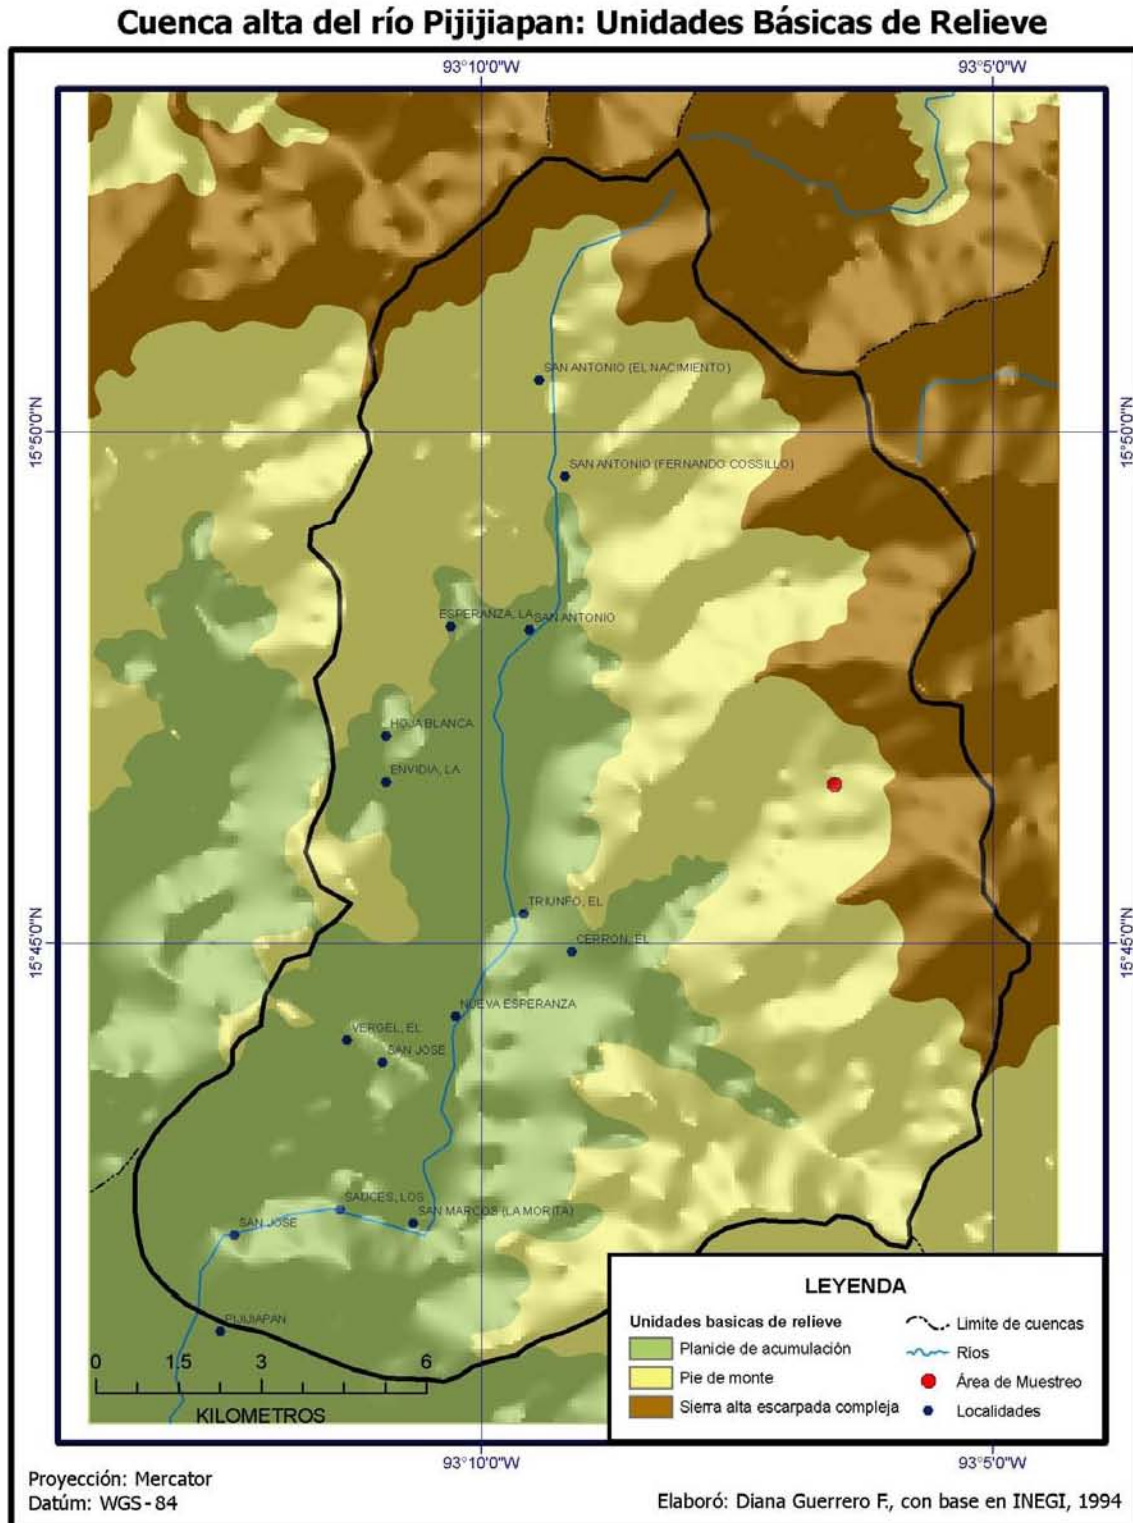 Cuenca alta del río Pijijiapan: Unidades Básicas de Relieve
93°10'0"W 93°5'0"W
SAN ANTONIO (EL NACIMIENTO)
15°50'0"N 15°50'0"N
SAN ANTONIO (FERNANDO COSSILLO)
ESPERANZA, LA SAN ANTONIO
HOJA BLANCA
ENVIDIA, LA
TRIUNFO, EL
CERRON, EL
15°45'0"N 15°45'0"N
NUEVA ESPERANZA
VERGEL, EL
SAN JOSE
SAUCES, LOS
SAN MARCOS (LA MORITA)
SAN JOSE
PIJIJIAPAN
0 1.5 3 6
KILOMETROS
LEYENDA
Unidades basicas de relieve
Planicie de acumulación
Pie de monte
Sierra alta escarpada compleja
Limite de cuencas
Ríos
Área de Muestreo
Localidades
93°10'0"W 93°5'0"W
Proyección: Mercator
Datúm: WGS-84
Elaboró: Diana Guerrero F., con base en INEGI, 1994